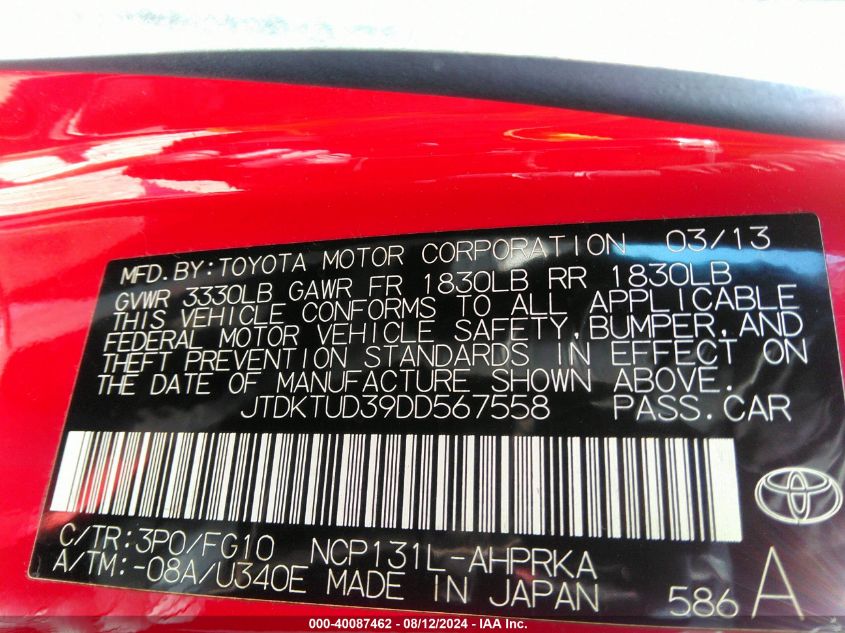 MFD.BY:TOYOTA MOTOR CORPORATION 03/13
GVWR 3330LB GAWR FR 1830LB RR 1830LB
THIS VEHICLE CONFORMS TO ALL APPLICABLE
FEDERAL MOTOR VEHICLE SAFETY, BUMPER, AND
THEFT PREVENTION STANDARDS IN EFFECT ON
THE DATE OF MANUFACTURE SHOWN ABOVE.
JTDKTUD39DD567558 PASS.CAR
C/TR:3P0/FG10 NCP131L-AHPRKA
A/TM:-08A/U340E MADE IN JAPAN 586 A
000-40087462 - 08/12/2024 - IAA Inc.